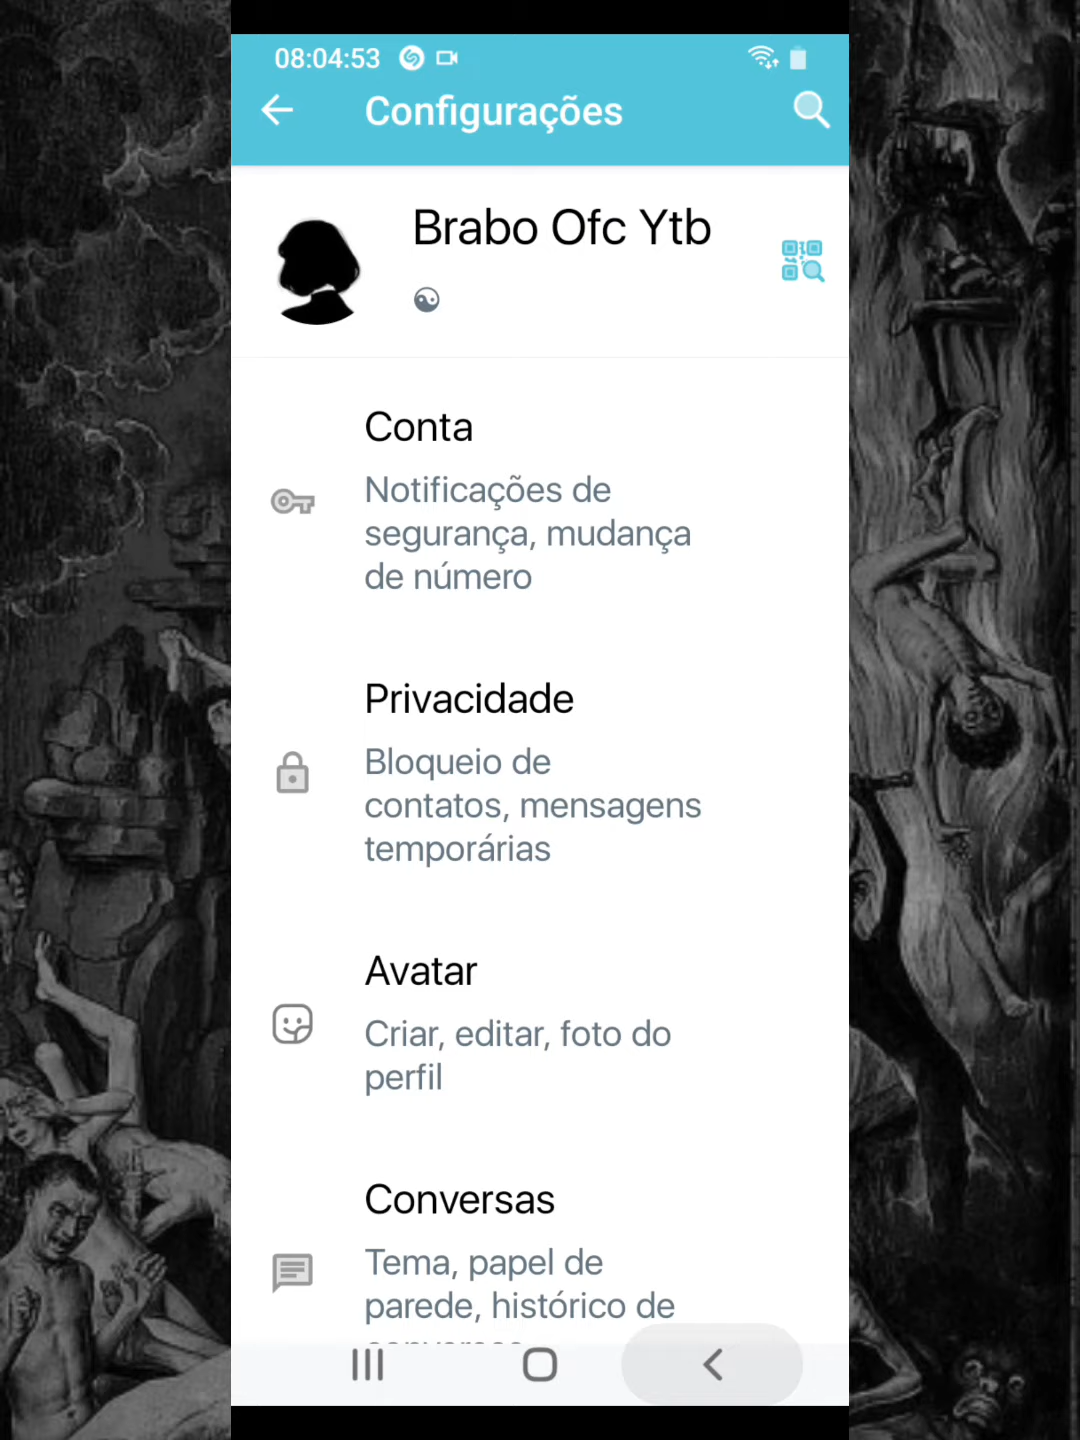 08:04:53
Configurações
Brabo Ofc Ytb
Conta
Notificações de
segurança, mudança
de número
Privacidade
Bloqueio de
contatos, mensagens
temporárias
Avatar
Criar, editar, foto do
perfil
Conversas
Tema, papel de
parede, histórico de